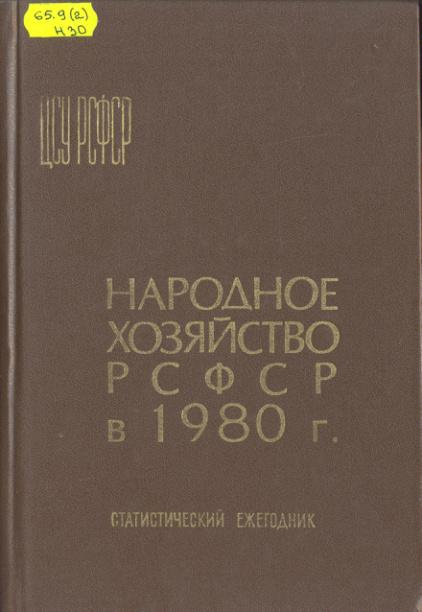 65.9(2)
Н30
ЦСУ РСФСР
НАРОДНОЕ
ХОЗЯЙСТВО
РСФСР
в 1980 г.
СТАТИСТИЧЕСКИЙ ЕЖЕГОДНИК